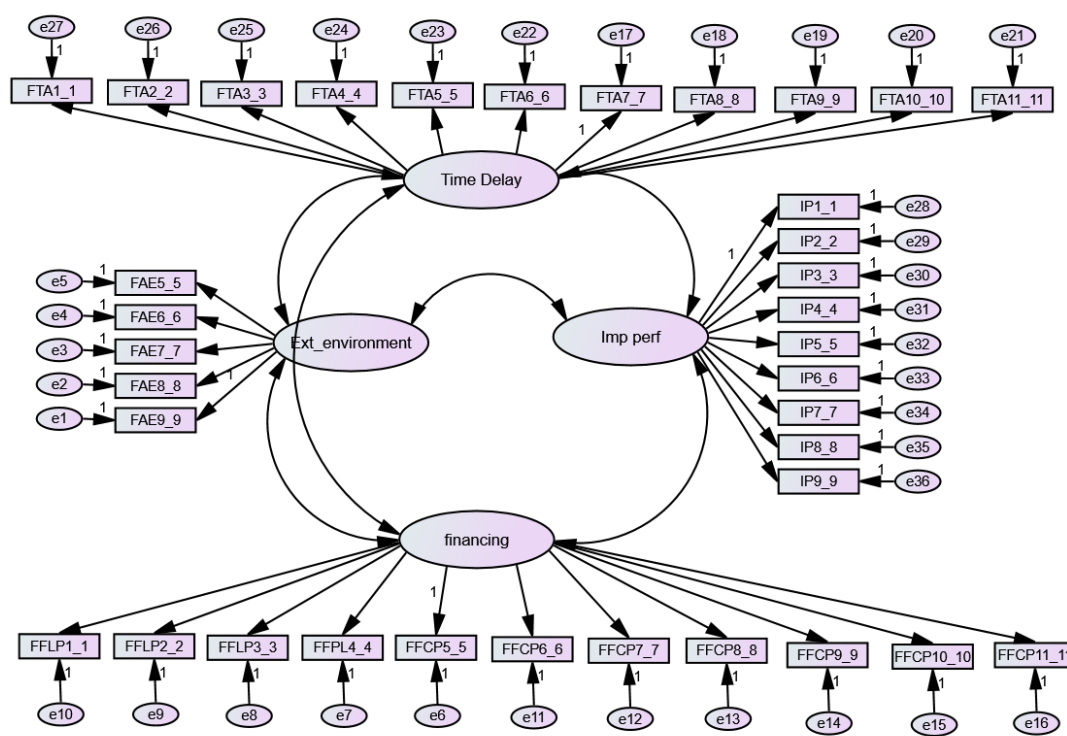 e27 e26 e25 e24 e23 e22 e17 e18 e19 e20 e21
1 1 1 1 1 1 1 1 1 1 1
FTA1_1 FTA2_2 FTA3_3 FTA4_4 FTA5_5 FTA6_6 FTA7_7 FTA8_8 FTA9_9 FTA10_10 FTA11_11
1
Time Delay
IP1_1 1 e28
1
IP2_2 1 e29
IP3_3 1 e30
IP4_4 1 e31
IP5_5 1 e32
IP6_6 1 e33
IP7_7 1 e34
IP8_8 1 e35
IP9_9 1 e36
Imp perf
e5 1 FAE5_5
e4 1 FAE6_6
e3 1 FAE7_7
e2 1 FAE8_8
1
e1 1 FAE9_9
Ext_environment
financing
1
FFLP1_1 FFLP2_2 FFLP3_3 FFPL4_4 FFCP5_5 FFCP6_6 FFCP7_7 FFCP8_8 FFCP9_9 FFCP10_10 FFCP11_11
1 1 1 1 1 1 1 1 1 1 1
e10 e9 e8 e7 e6 e11 e12 e13 e14 e15 e16